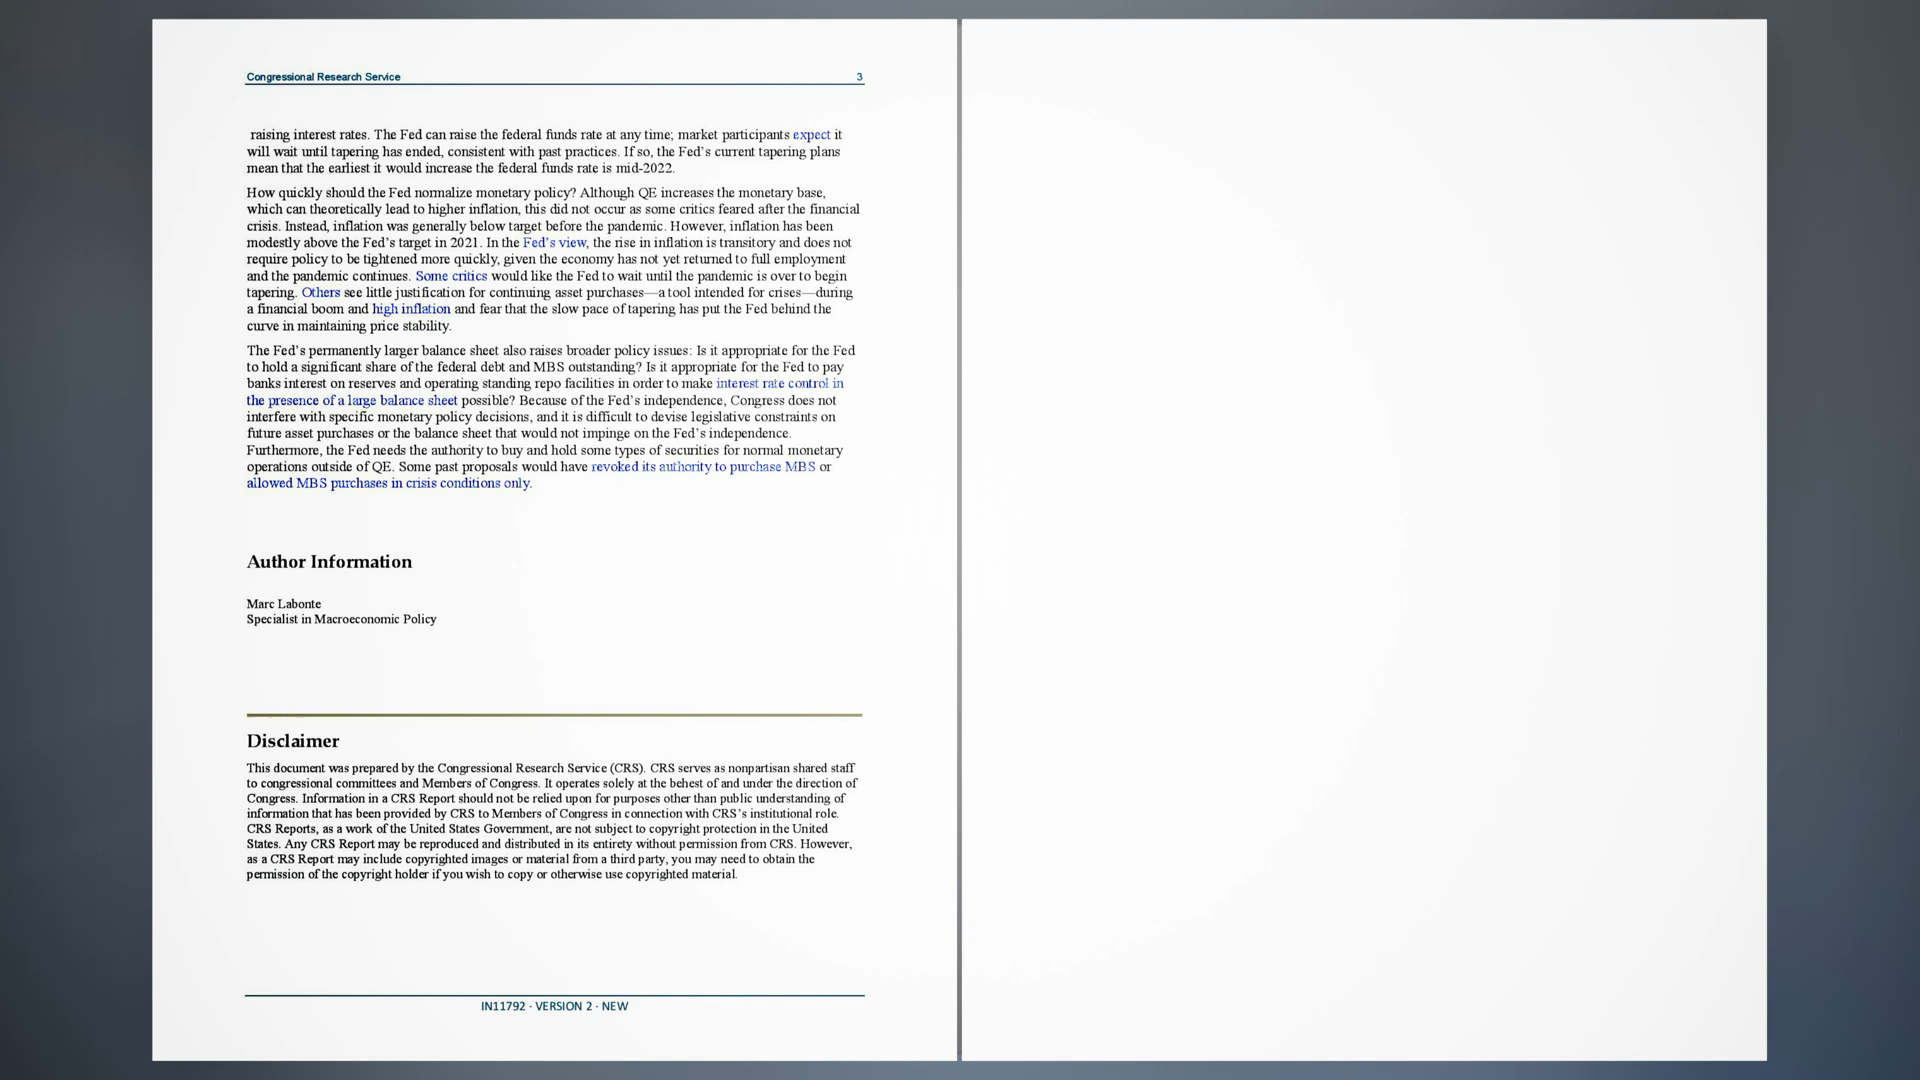 Congressional Research Service 3
raising interest rates. The Fed can raise the federal funds rate at any time; market participants expect it
will wait until tapering has ended, consistent with past practices. If so, the Fed's current tapering plans
mean that the earliest it would increase the federal funds rate is mid-2022.
How quickly should the Fed normalize monetary policy? Although QE increases the monetary base,
which can theoretically lead to higher inflation, this did not occur as some critics feared after the financial
crisis. Instead, inflation was generally below target before the pandemic. However, inflation has been
modestly above the Fed's target in 2021. In the Fed's view, the rise in inflation is transitory and does not
require policy to be tightened more quickly, given the economy has not yet returned to full employment
and the pandemic continues. Some critics would like the Fed to wait until the pandemic is over to begin
tapering. Others see little justification for continuing asset purchases—a tool intended for crises—during
a financial boom and high inflation and fear that the slow pace of tapering has put the Fed behind the
curve in maintaining price stability.
The Fed's permanently larger balance sheet also raises broader policy issues: Is it appropriate for the Fed
to hold a significant share of the federal debt and MBS outstanding? Is it appropriate for the Fed to pay
banks interest on reserves and operating standing repo facilities in order to make interest rate control in
the presence of a large balance sheet possible? Because of the Fed's independence, Congress does not
interfere with specific monetary policy decisions, and it is difficult to devise legislative constraints on
future asset purchases or the balance sheet that would not impinge on the Fed's independence.
Furthermore, the Fed needs the authority to buy and hold some types of securities for normal monetary
operations outside of QE. Some past proposals would have revoked its authority to purchase MBS or
allowed MBS purchases in crisis conditions only.
Author Information
Marc Labonte
Specialist in Macroeconomic Policy
Disclaimer
This document was prepared by the Congressional Research Service (CRS). CRS serves as nonpartisan shared staff
to congressional committees and Members of Congress. It operates solely at the behest of and under the direction of
Congress. Information in a CRS Report should not be relied upon for purposes other than public understanding of
information that has been provided by CRS to Members of Congress in connection with CRS's institutional role.
CRS Reports, as a work of the United States Government, are not subject to copyright protection in the United
States. Any CRS Report may be reproduced and distributed in its entirety without permission from CRS. However,
as a CRS Report may include copyrighted images or material from a third party, you may need to obtain the
permission of the copyright holder if you wish to copy or otherwise use copyrighted material.
IN11792 · VERSION 2 · NEW